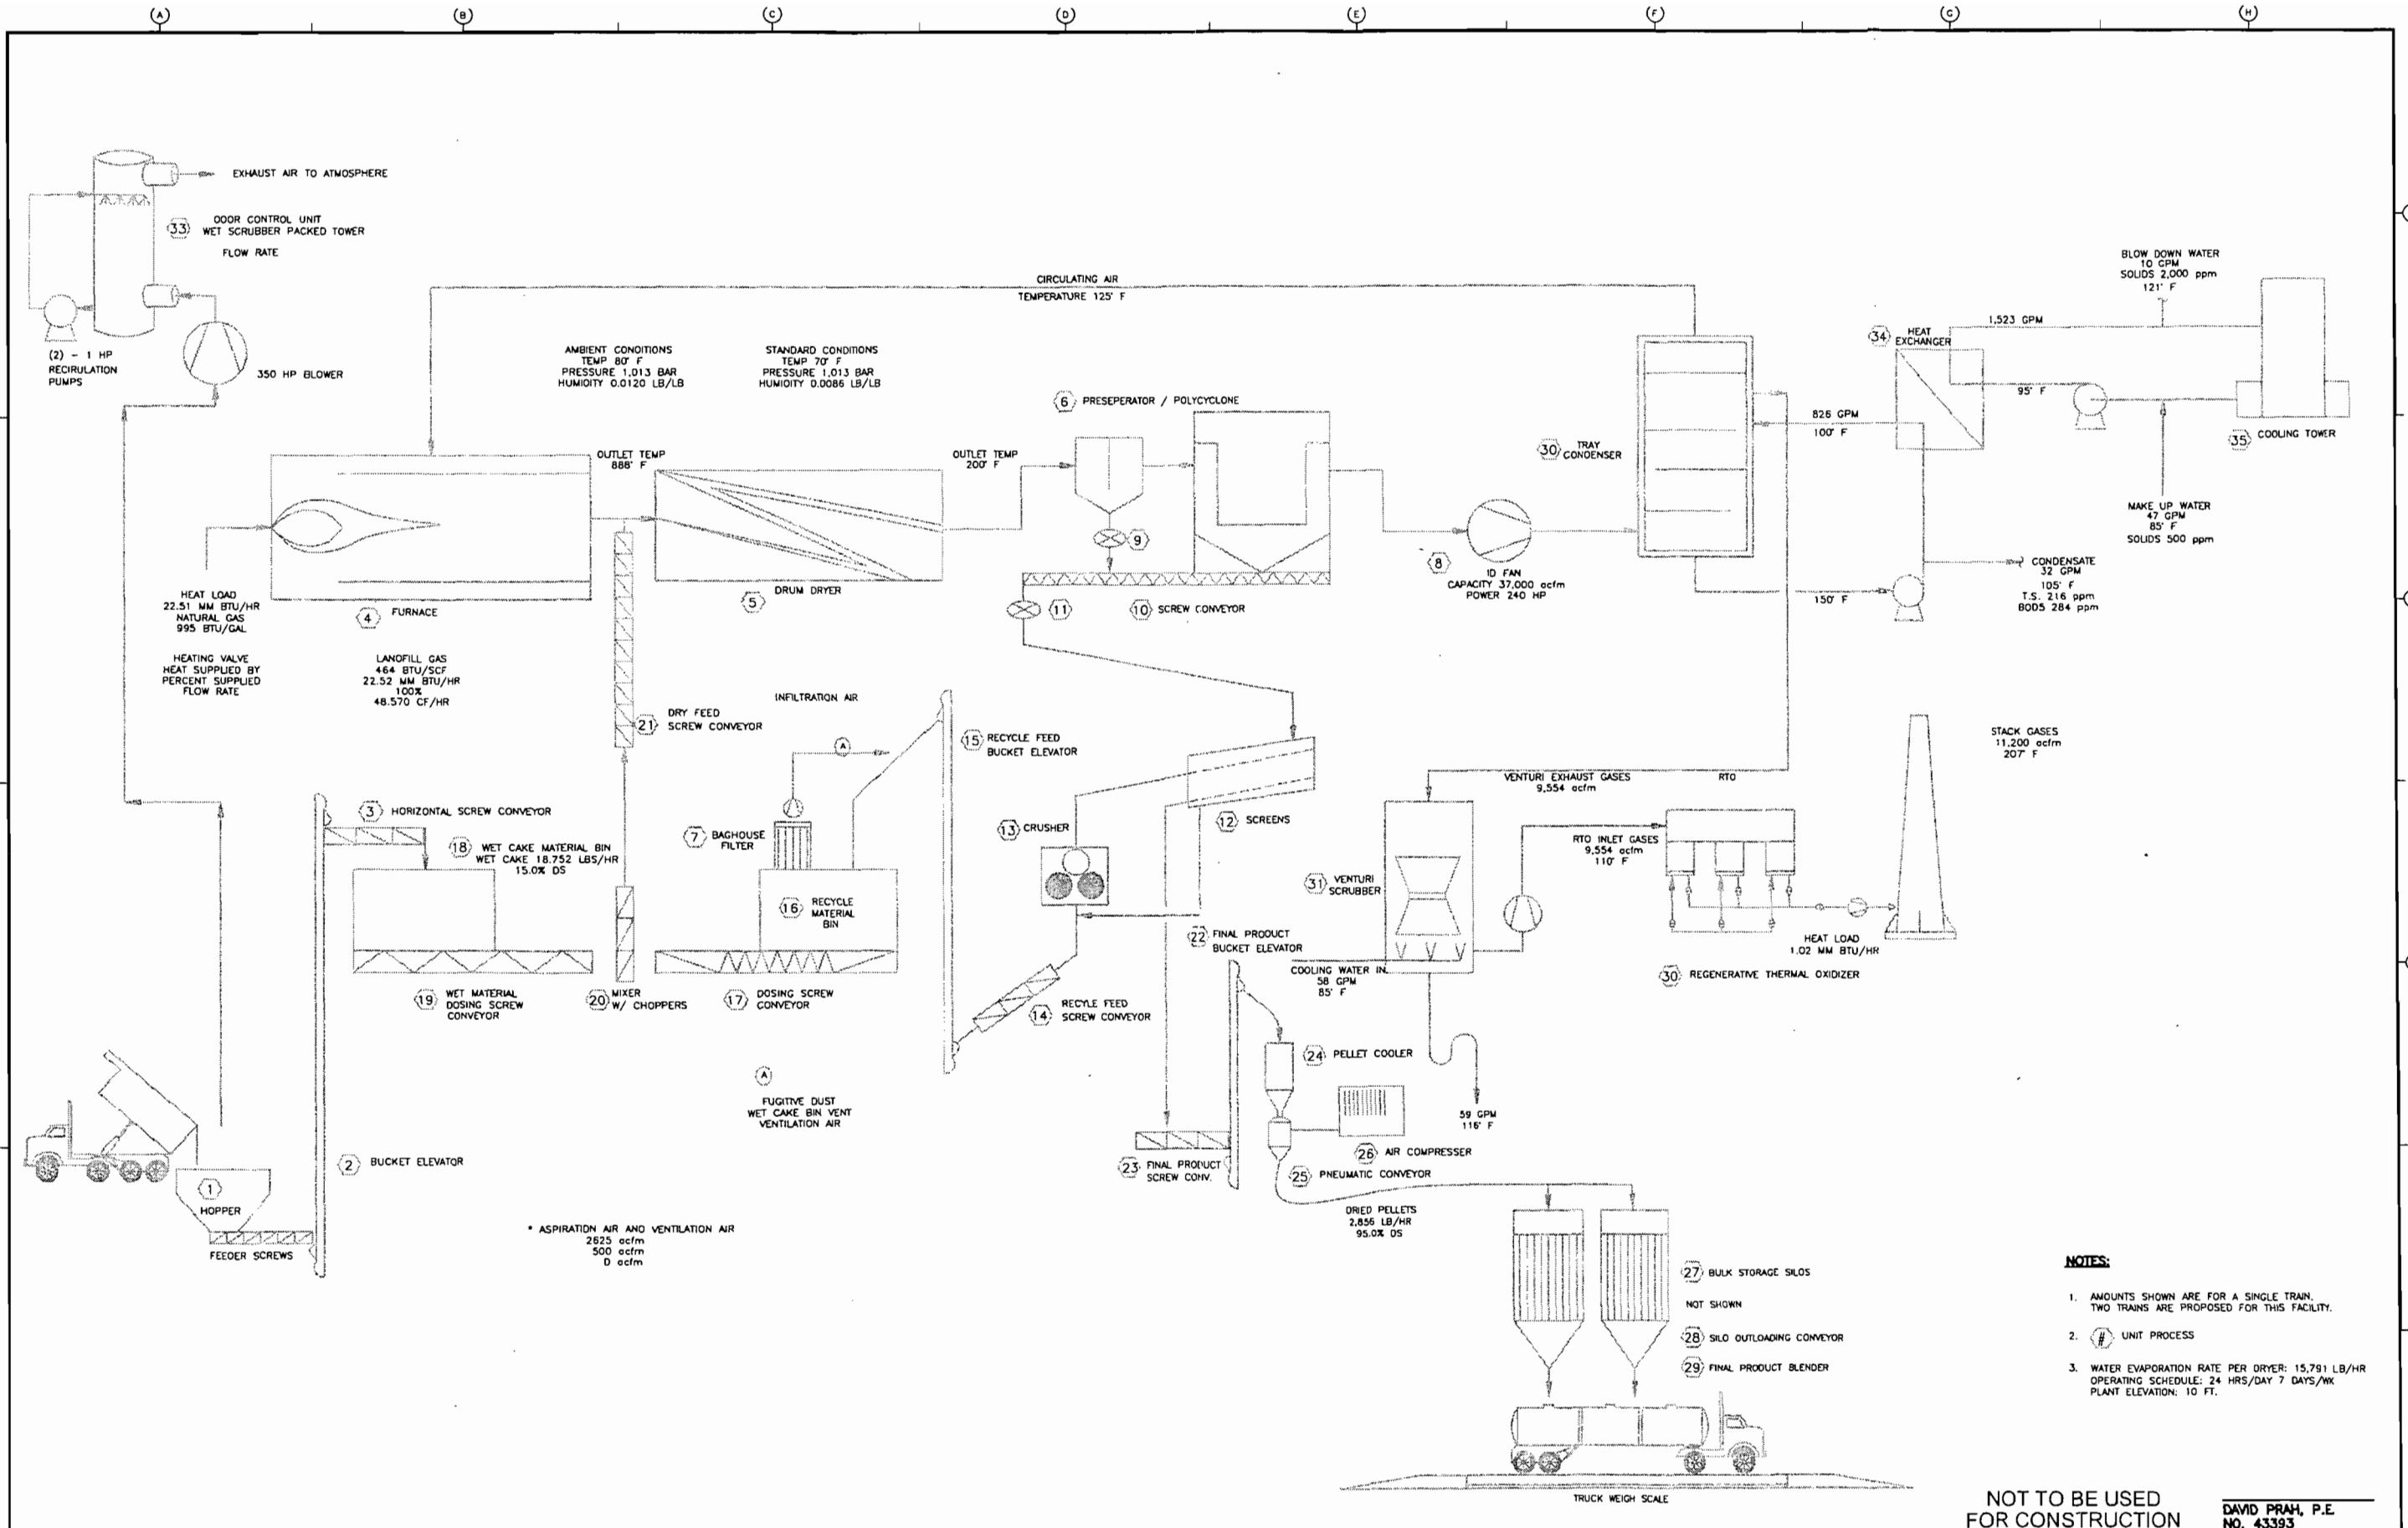 A
B
C
D
E
F
G
H
EXHAUST AIR TO ATMOSPHERE
33
ODOR CONTROL UNIT
WET SCRUBBER PACKED TOWER
FLOW RATE
(2) - 1 HP
RECIRULATION
PUMPS
350 HP BLOWER
CIRCULATING AIR
TEMPERATURE 125° F
AMBIENT CONDITIONS
TEMP 80° F
PRESSURE 1,013 BAR
HUMIDITY 0.0120 LB/LB
STANDARD CONDITIONS
TEMP 70° F
PRESSURE 1,013 BAR
HUMIDITY 0.0086 LB/LB
BLOW DOWN WATER
10 GPM
SOLIDS 2,000 ppm
121° F
1,523 GPM
34
HEAT
EXCHANGER
95° F
35
COOLING TOWER
MAKE UP WATER
47 GPM
85° F
SOLIDS 500 ppm
826 GPM
100° F
30
TRAY
CONDENSER
6
PRESEPERATOR / POLYCYCLONE
OUTLET TEMP
888° F
OUTLET TEMP
200° F
9
8
ID FAN
CAPACITY 37,000 acfm
POWER 240 HP
150° F
CONDENSATE
32 GPM
105° F
T.S. 216 ppm
BOD5 284 ppm
HEAT LOAD
22.51 MM BTU/HR
NATURAL GAS
995 BTU/GAL
4
FURNACE
5
DRUM DRYER
11
10
SCREW CONVEYOR
HEATING VALVE
HEAT SUPPLIED BY
PERCENT SUPPLIED
FLOW RATE
LANDFILL GAS
464 BTU/SCF
22.52 MM BTU/HR
100%
48.570 CF/HR
INFILTRATION AIR
21
DRY FEED
SCREW CONVEYOR
A
15
RECYCLE FEED
BUCKET ELEVATOR
STACK GASES
11,200 acfm
207° F
VENTURI EXHAUST GASES
9,554 acfm
RTO
3
HORIZONTAL SCREW CONVEYOR
18
WET CAKE MATERIAL BIN
WET CAKE 18.752 LBS/HR
15.0% DS
7
BAGHOUSE
FILTER
13
CRUSHER
12
SCREENS
RTO INLET GASES
9,554 acfm
110° F
31
VENTURI
SCRUBBER
16
RECYCLE
MATERIAL
BIN
22
FINAL PRODUCT
BUCKET ELEVATOR
HEAT LOAD
1.02 MM BTU/HR
30
REGENERATIVE THERMAL OXIDIZER
COOLING WATER IN
58 GPM
85° F
19
WET MATERIAL
DOSING SCREW
CONVEYOR
20
MIXER
W/ CHOPPERS
17
DOSING SCREW
CONVEYOR
14
RECYLE FEED
SCREW CONVEYOR
24
PELLET COOLER
A
FUGITIVE DUST
WET CAKE BIN VENT
VENTILATION AIR
59 GPM
116° F
26
AIR COMPRESSER
2
BUCKET ELEVATOR
1
HOPPER
FEEDER SCREWS
23
FINAL PRODUCT
SCREW CONV.
25
PNEUMATIC CONVEYOR
DRIED PELLETS
2,856 LB/HR
95.0% DS
* ASPIRATION AIR AND VENTILATION AIR
2625 acfm
500 acfm
D acfm
27
BULK STORAGE SILOS
NOT SHOWN
28
SILO OUTLOADING CONVEYOR
29
FINAL PRODUCT BLENDER
TRUCK WEIGH SCALE
NOTES:
1. AMOUNTS SHOWN ARE FOR A SINGLE TRAIN.
TWO TRAINS ARE PROPOSED FOR THIS FACILITY.
2. # UNIT PROCESS
3. WATER EVAPORATION RATE PER DRYER: 15,791 LB/HR
OPERATING SCHEDULE: 24 HRS/DAY 7 DAYS/WK
PLANT ELEVATION: 10 FT.
NOT TO BE USED
FOR CONSTRUCTION
DAVID PRAH, P.E.
NO. 43393